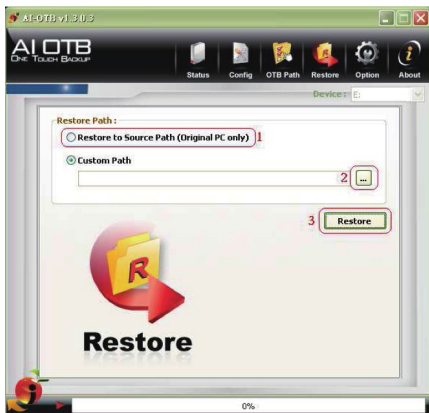 AI-OTB v1.3.0.3
AI OTB
ONE TOUCH BACKUP
Status Config OTB Path Restore Option About
Device : E:
Restore Path :
Restore to Source Path (Original PC only) 1
Custom Path
2 ...
3 Restore
R
Restore
0%